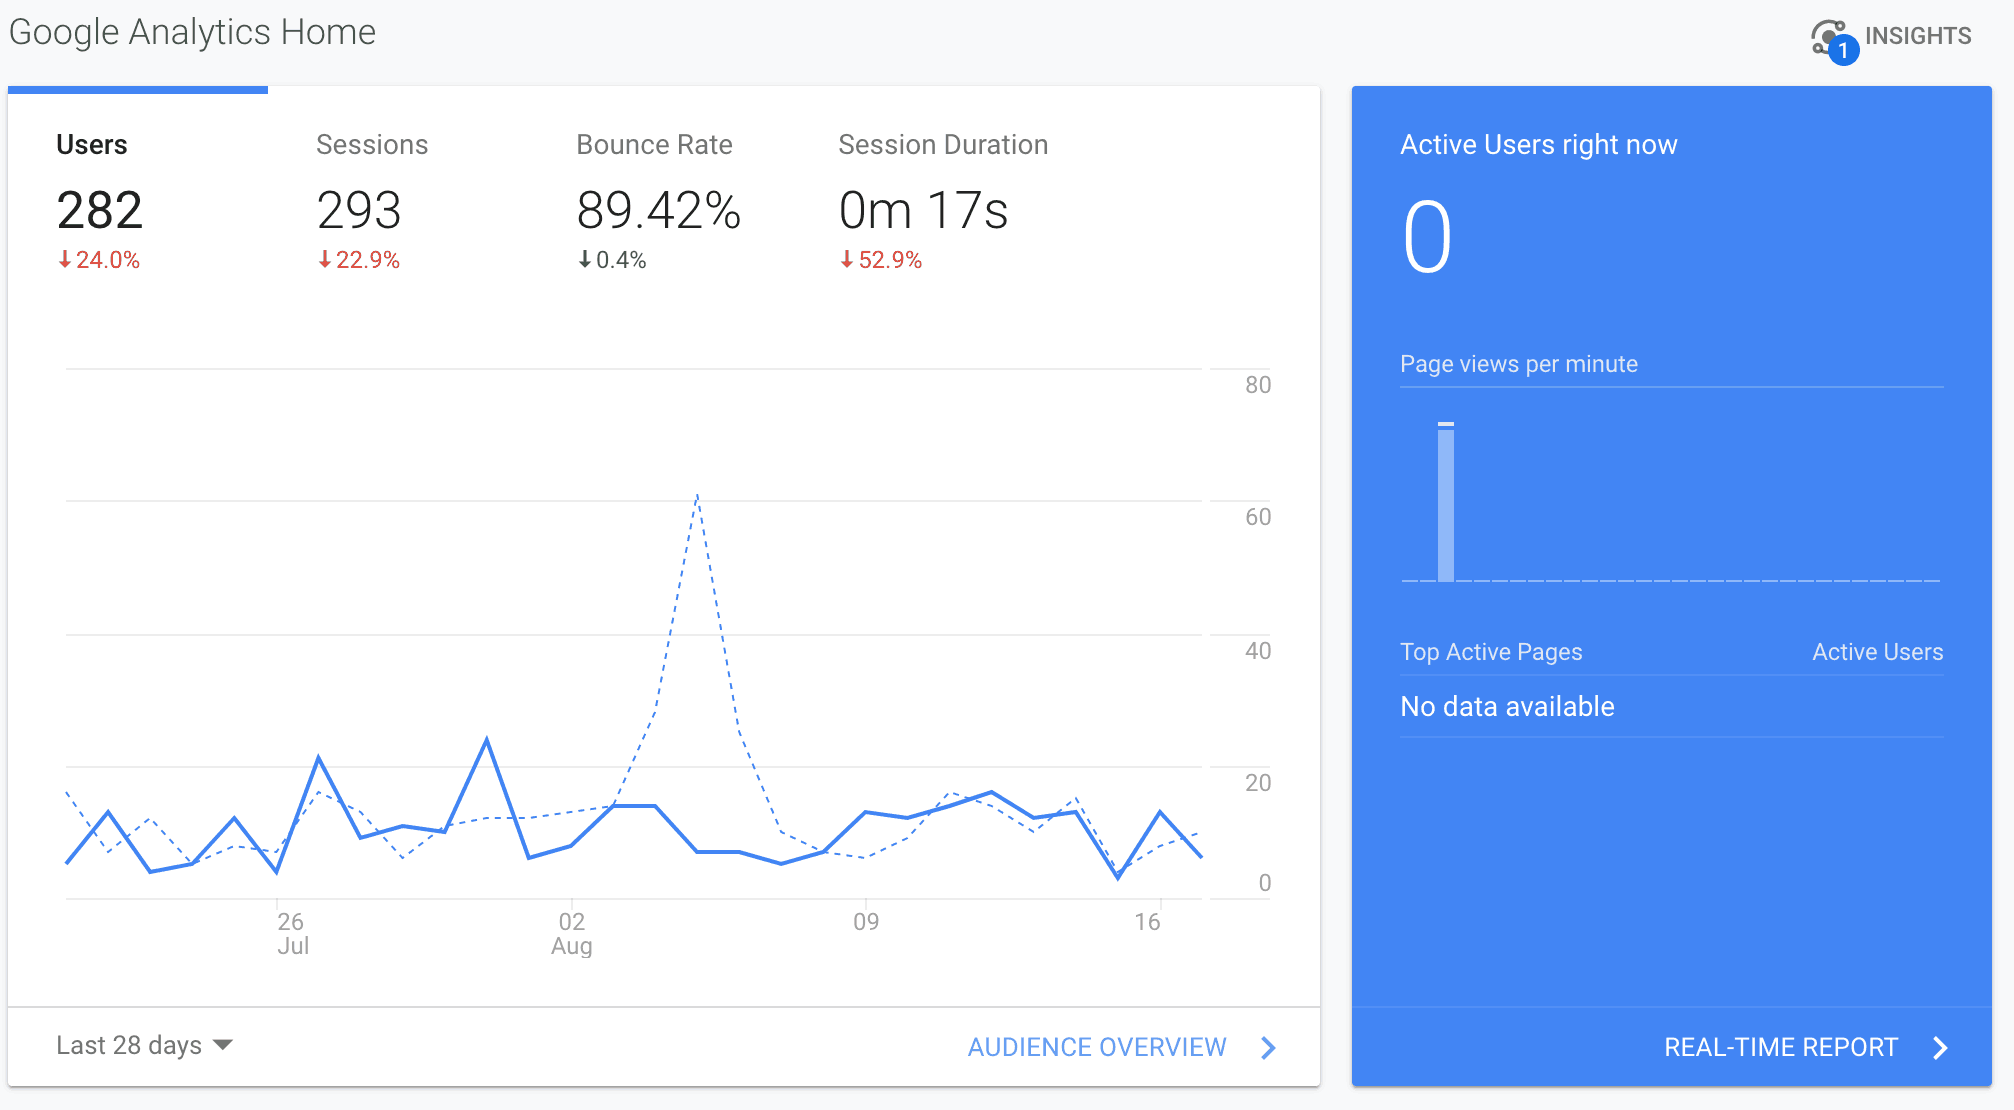 Google Analytics Home
1 INSIGHTS
Users Sessions Bounce Rate Session Duration
282 293 89.42% 0m 17s
↓24.0% ↓22.9% ↓0.4% ↓52.9%
80
60
40
20
0
26 02 09 16
Jul Aug
Last 28 days
AUDIENCE OVERVIEW
Active Users right now
0
Page views per minute
Top Active Pages Active Users
No data available
REAL-TIME REPORT